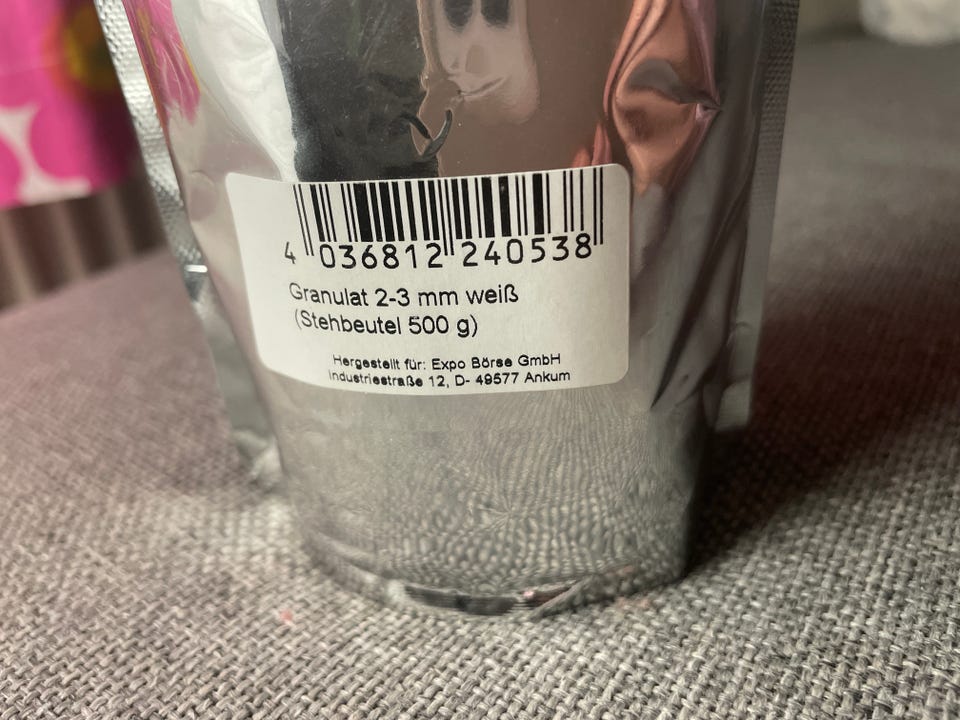 4 036812 240538
Granulat 2-3 mm weiß
(Stehbeutel 500 g)
Hergestellt für: Expo Börse GmbH
Industriestraße 12, D- 49577 Ankum